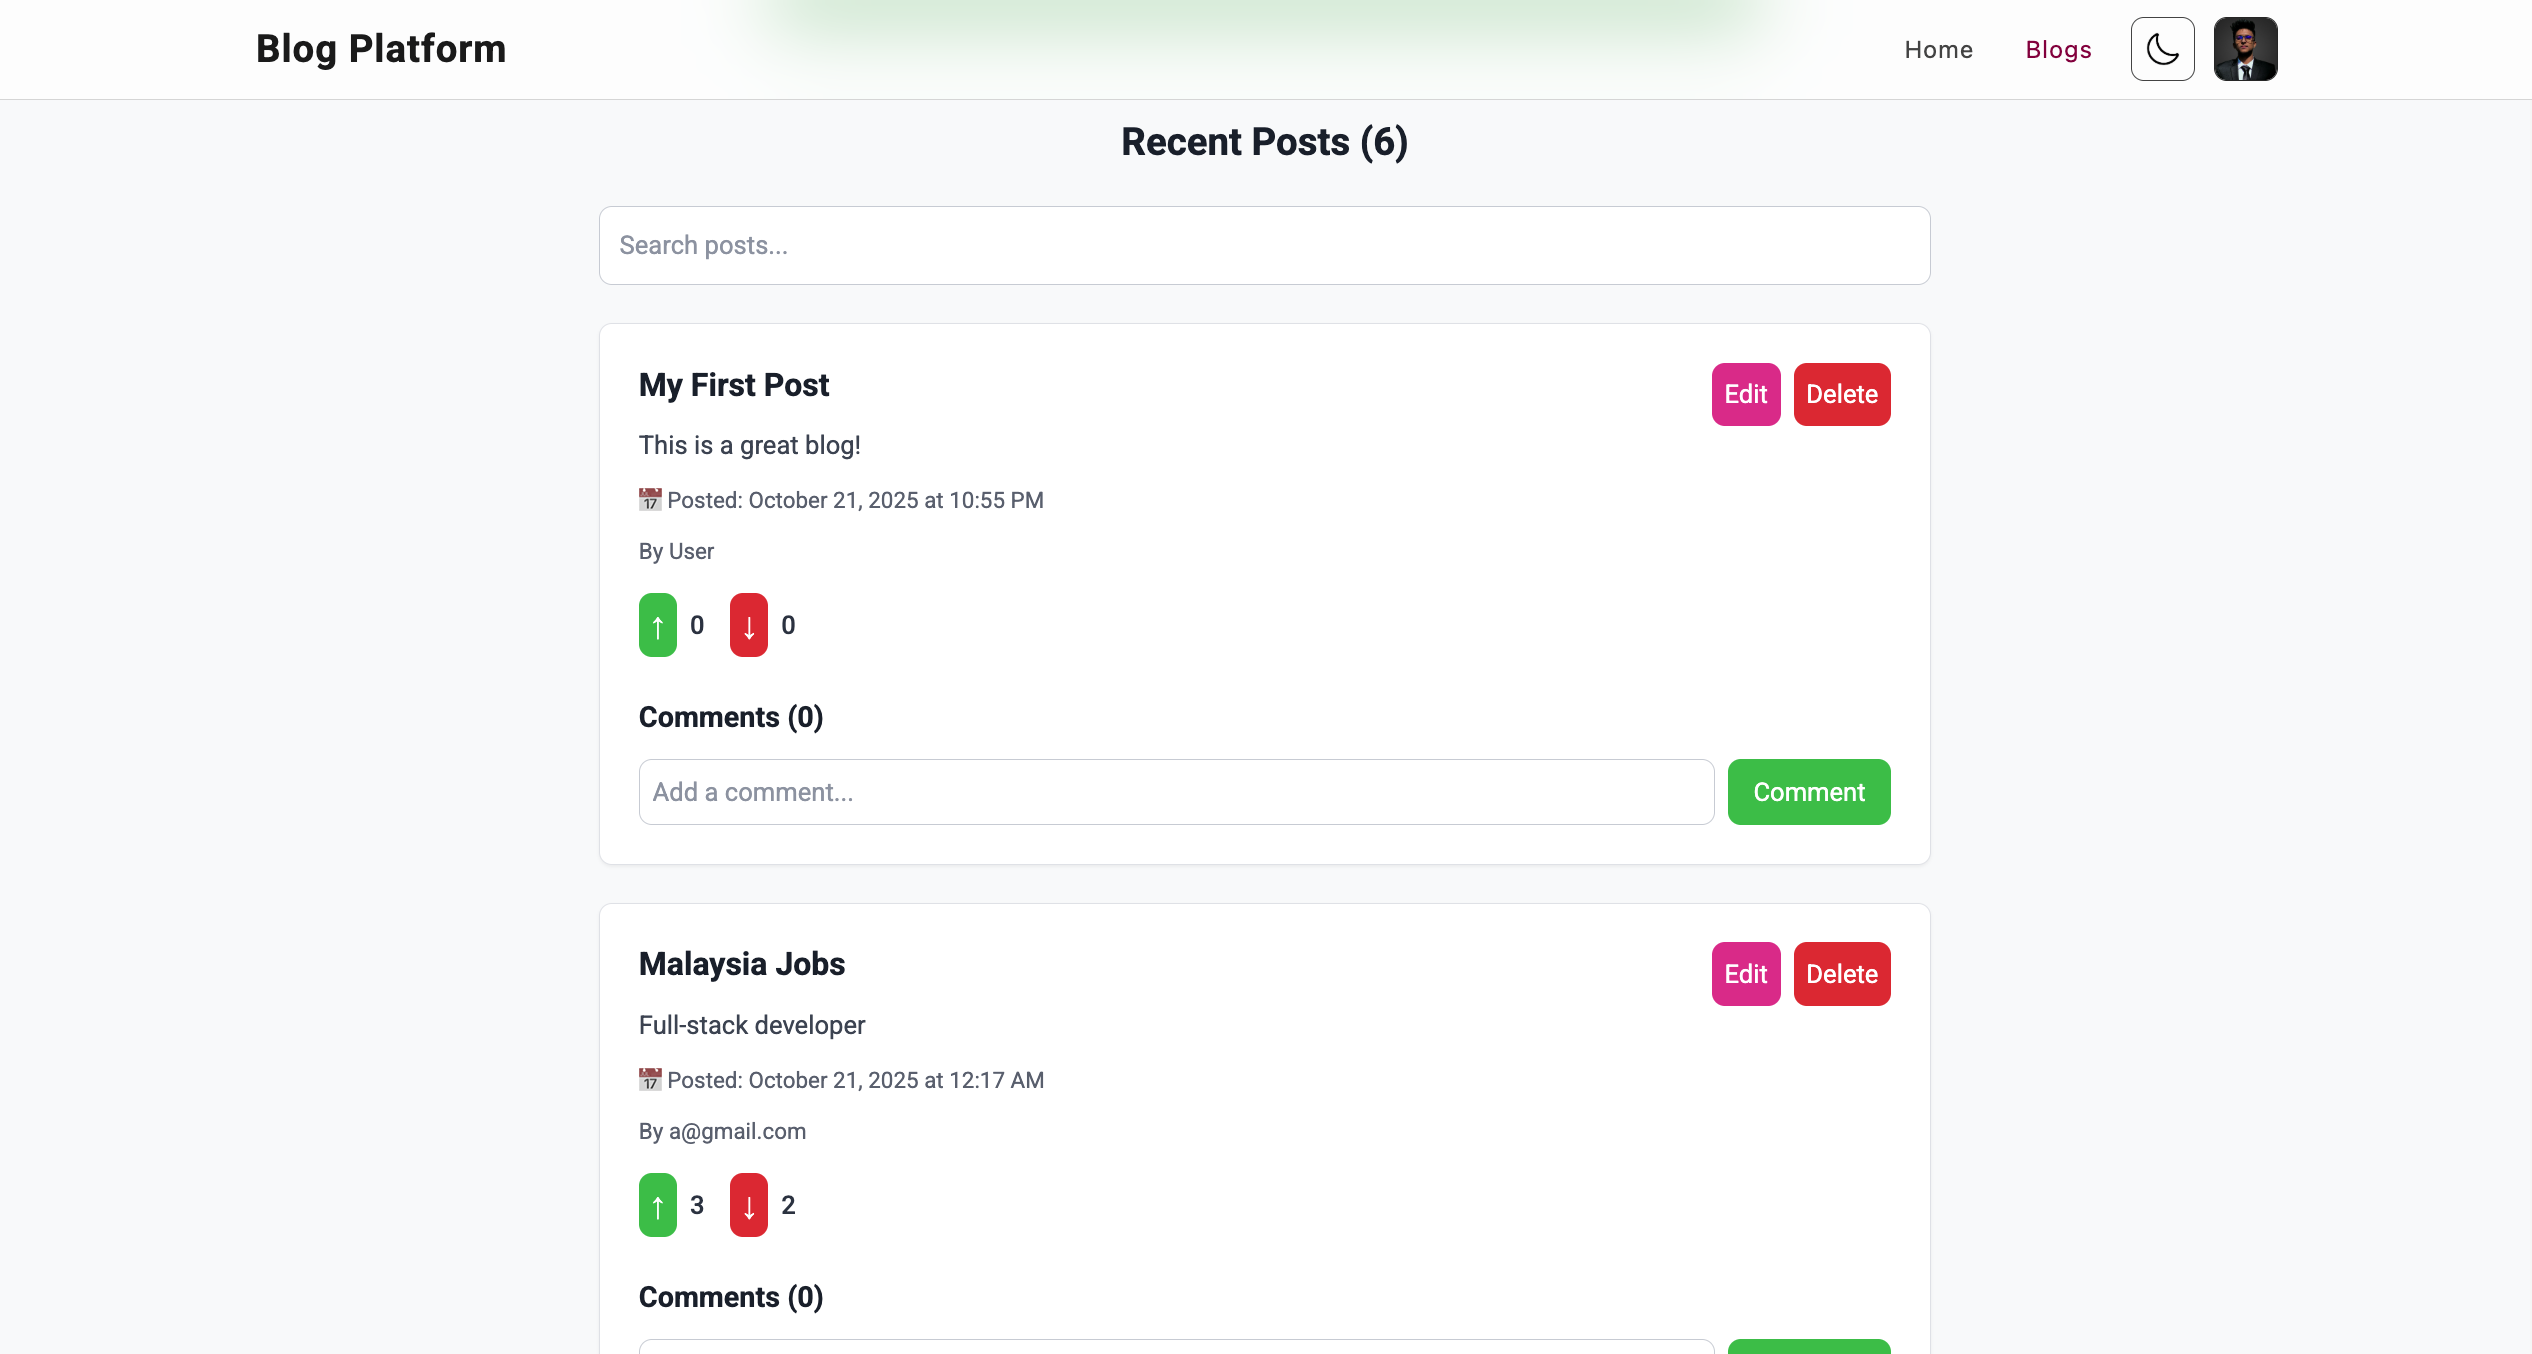 Blog Platform
Home
Blogs
Recent Posts (6)
Search posts...
My First Post
Edit
Delete
This is a great blog!
📅 Posted: October 21, 2025 at 10:55 PM
By User
↑ 0 ↓ 0
Comments (0)
Add a comment...
Comment
Malaysia Jobs
Edit
Delete
Full-stack developer
📅 Posted: October 21, 2025 at 12:17 AM
By a@gmail.com
↑ 3 ↓ 2
Comments (0)